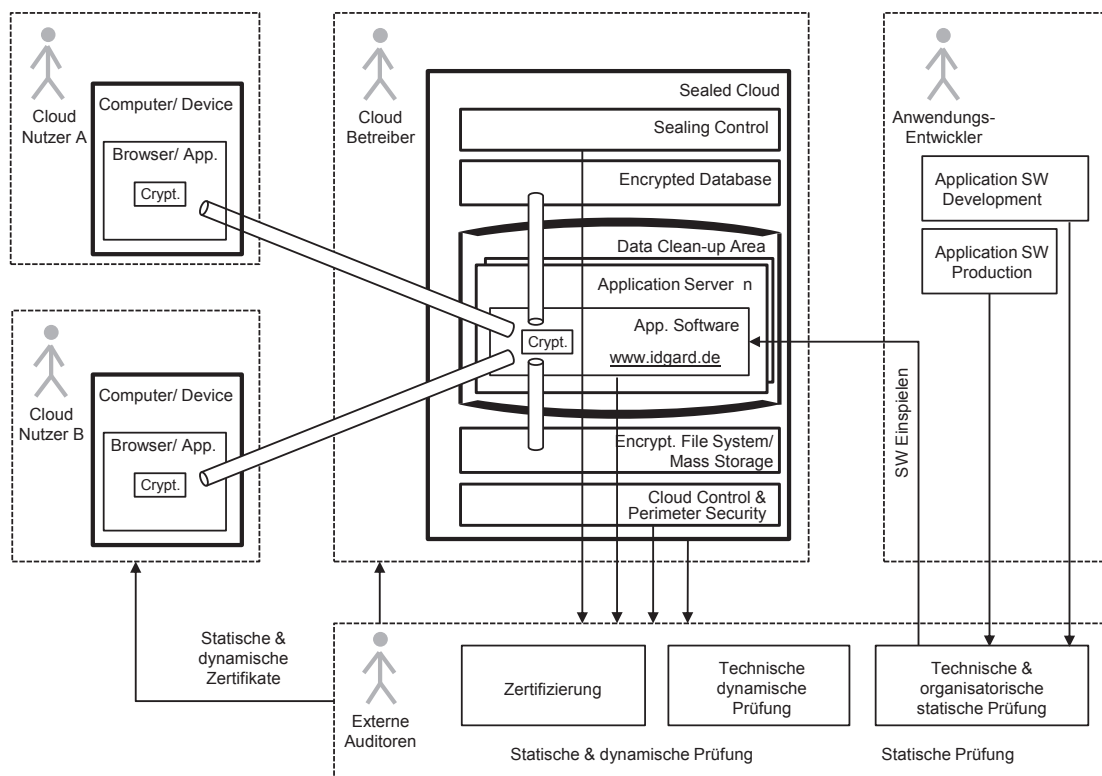 Cloud
Nutzer A
Computer/ Device
Browser/ App.
Crypt.
Cloud
Nutzer B
Computer/ Device
Browser/ App.
Crypt.
Cloud
Betreiber
Sealed Cloud
Sealing Control
Encrypted Database
Data Clean-up Area
Application Server n
App. Software
Crypt.
www.idgard.de
Encrypt. File System/
Mass Storage
Cloud Control &
Perimeter Security
Anwendungs-
Entwickler
Application SW
Development
Application SW
Production
SW Einspielen
Statische &
dynamische
Zertifikate
Externe
Auditoren
Zertifizierung
Technische
dynamische
Prüfung
Technische &
organisatorische
statische Prüfung
Statische & dynamische Prüfung
Statische Prüfung